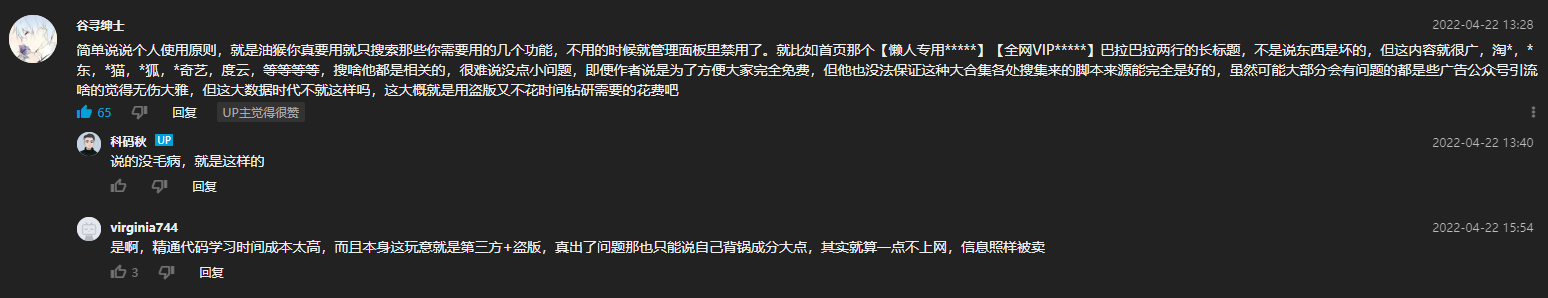 谷寻绅士
2022-04-22 13:28
简单说说个人使用原则，就是油猴你真要用就只搜索那些你需要用的几个功能，不用的时候就管理面板里禁用了。就比如首页那个【懒人专用*****】【全网VIP*****】巴拉巴拉两行的长标题，不是说东西是坏的，但这内容就很广，淘*，*
东，*猫，*狐，*奇艺，度云，等等等等，搜啥他都是相关的，很难说没点小问题，即便作者说是为了方便大家完全免费，但他也没法保证这种大合集各处搜集来的脚本来源能完全是好的，虽然可能大部分会有问题的都是些广告公众号引流
啥的觉得无伤大雅，但这大数据时代不就这样吗，这大概就是用盗版又不花时间钻研需要的花费吧
65 回复 UP主觉得很赞
科码秋 UP
2022-04-22 13:40
说的没毛病，就是这样的
回复
virginia744
2022-04-22 15:54
是啊，精通代码学习时间成本太高，而且本身这玩意就是第三方+盗版，真出了问题那也只能说自己背锅成分大点，其实就算一点不上网，信息照样被卖
3 回复